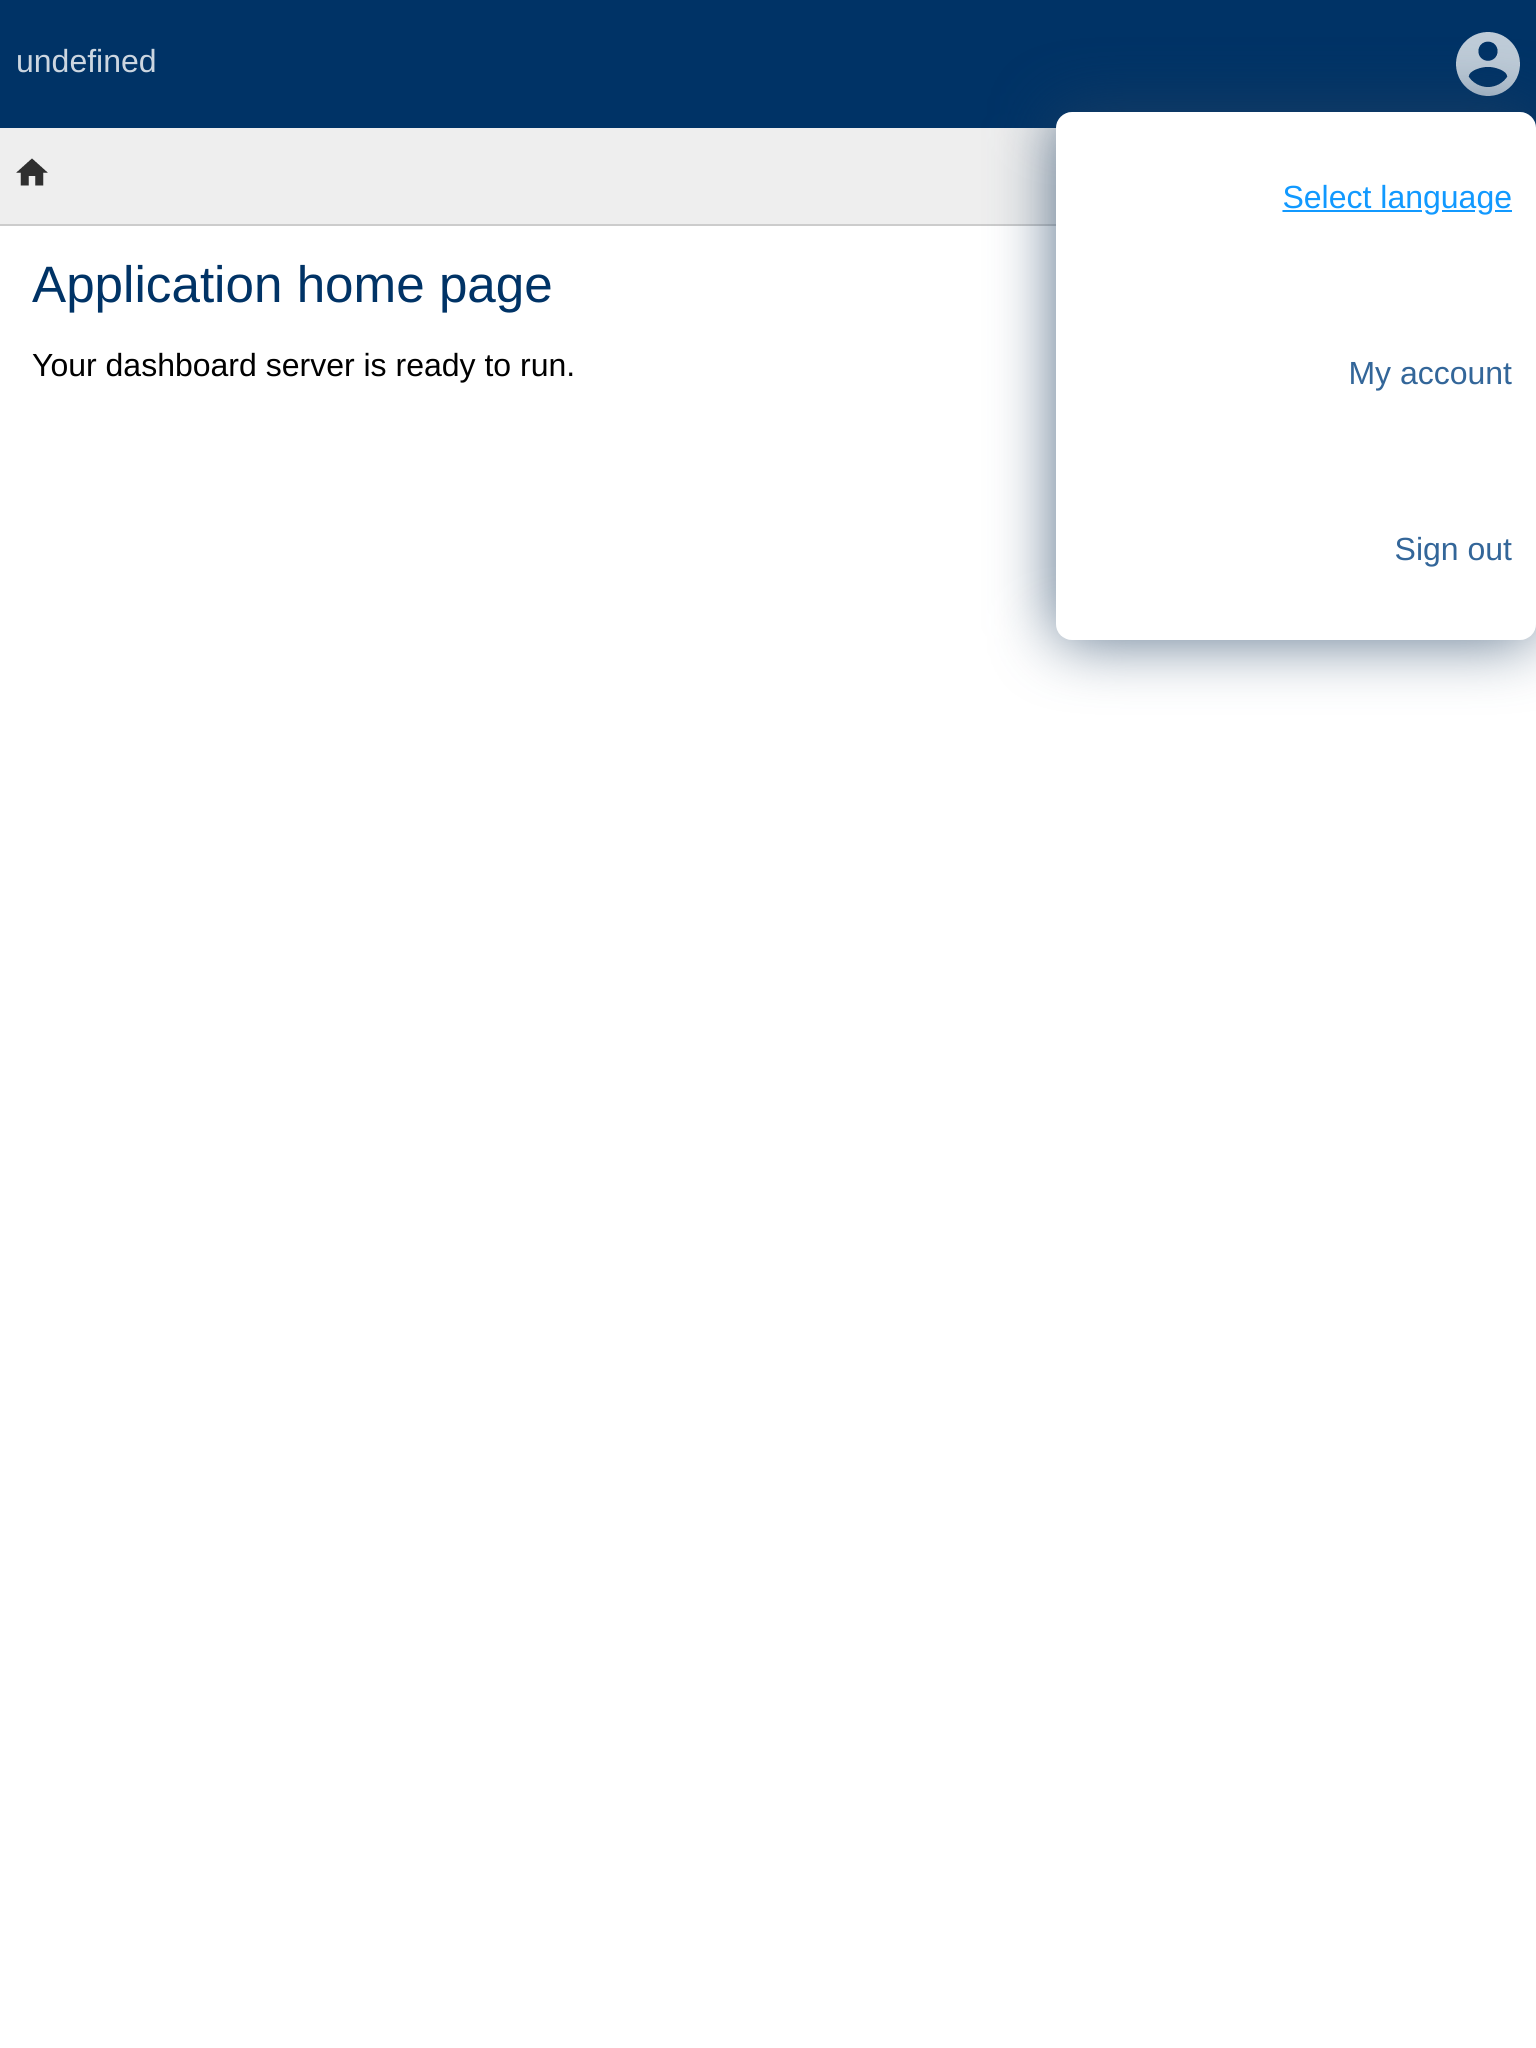 undefined
Select language
Application home page
Your dashboard server is ready to run.
My account
Sign out